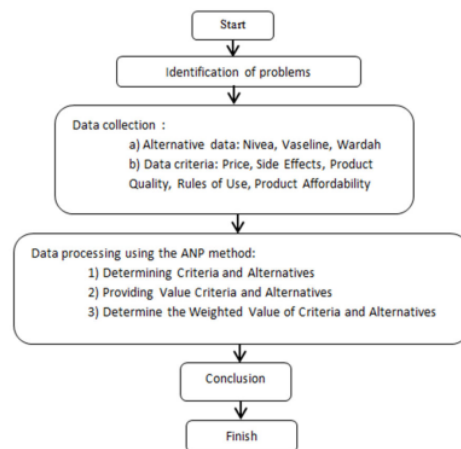 Start
Identification of problems
Data collection :
a) Alternative data: Nivea, Vaseline, Wardah
b) Data criteria: Price, Side Effects, Product
Quality, Rules of Use, Product Affordability
Data processing using the ANP method:
1) Determining Criteria and Alternatives
2) Providing Value Criteria and Alternatives
3) Determine the Weighted Value of Criteria and Alternatives
Conclusion
Finish